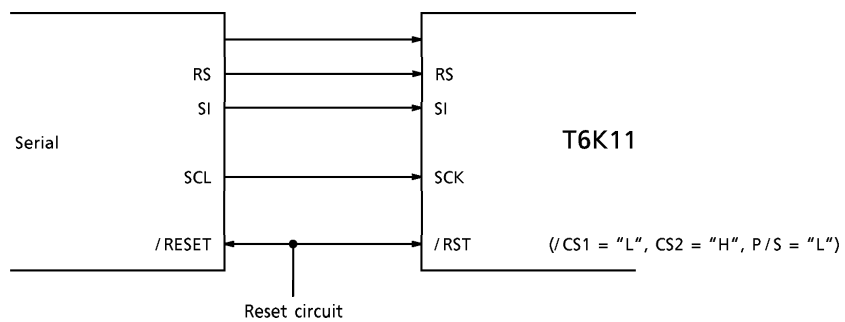 RS RS
SI SI
Serial T6K11
SCL SCK
/RESET /RST (/CS1 = "L", CS2 = "H", P/S = "L")
Reset circuit